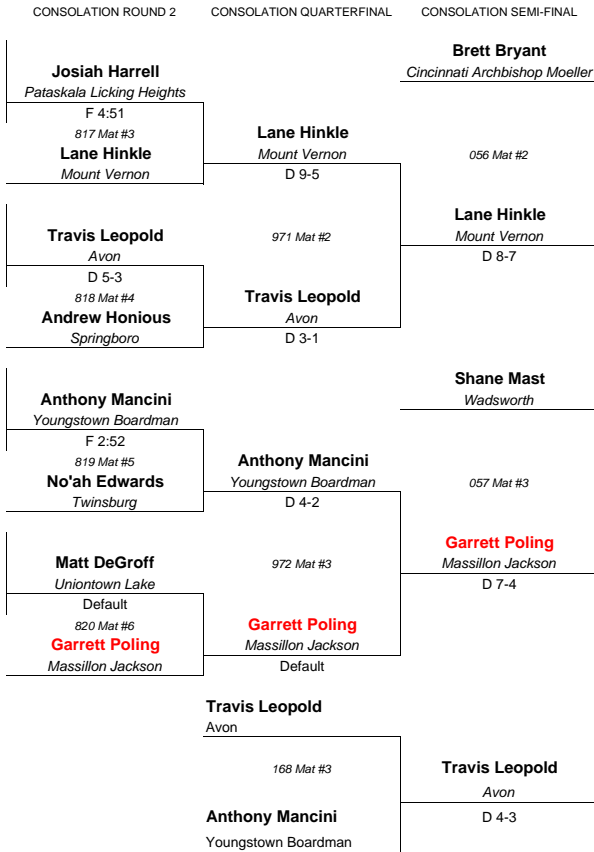 CONSOLATION ROUND 2
CONSOLATION QUARTERFINAL
CONSOLATION SEMI-FINAL
Brett Bryant
Cincinnati Archbishop Moeller
Josiah Harrell
Pataskala Licking Heights
F 4:51
817 Mat #3
Lane Hinkle
Mount Vernon
Lane Hinkle
Mount Vernon
D 9-5
056 Mat #2
Lane Hinkle
Mount Vernon
D 8-7
Travis Leopold
Avon
D 5-3
818 Mat #4
Andrew Honious
Springboro
971 Mat #2
Travis Leopold
Avon
D 3-1
Shane Mast
Wadsworth
Anthony Mancini
Youngstown Boardman
F 2:52
819 Mat #5
No'ah Edwards
Twinsburg
Anthony Mancini
Youngstown Boardman
D 4-2
057 Mat #3
Garrett Poling
Massillon Jackson
D 7-4
Matt DeGroff
Uniontown Lake
Default
820 Mat #6
Garrett Poling
Massillon Jackson
972 Mat #3
Garrett Poling
Massillon Jackson
Default
Travis Leopold
Avon
168 Mat #3
Travis Leopold
Avon
D 4-3
Anthony Mancini
Youngstown Boardman